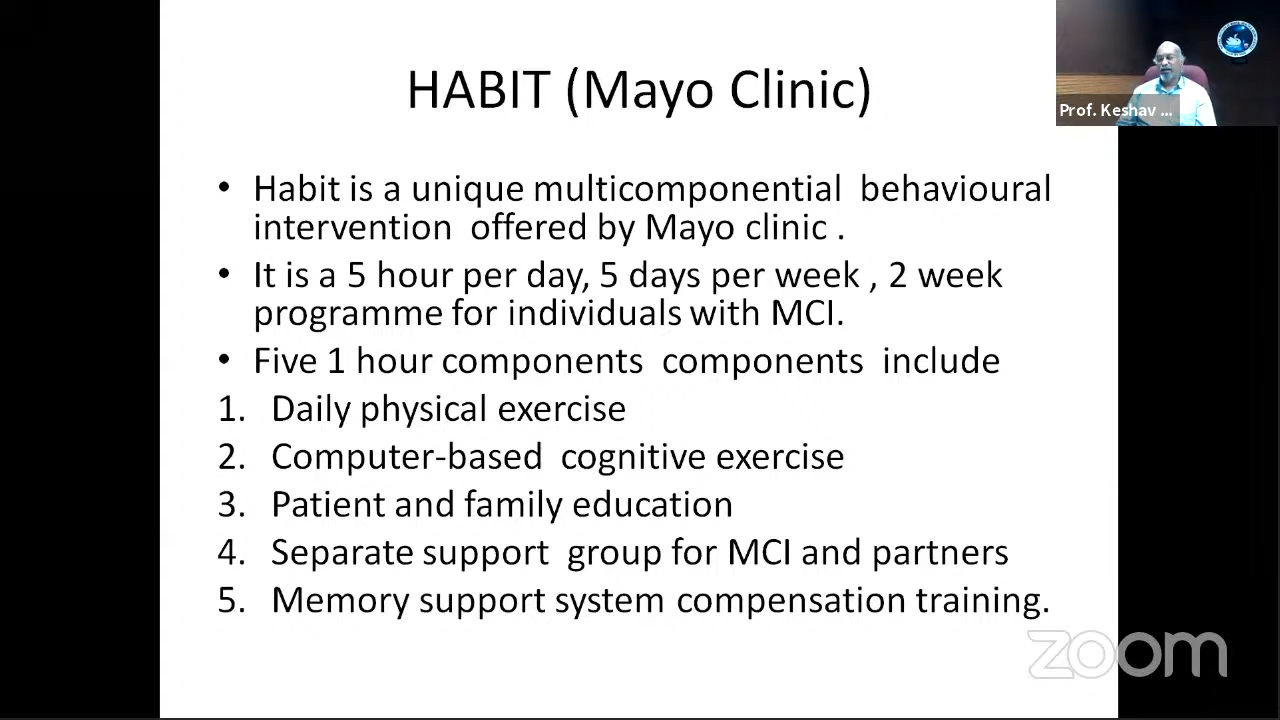 HABIT (Mayo Clinic)
Prof. Keshav ...
• Habit is a unique multicomponential behavioural
intervention offered by Mayo clinic .
• It is a 5 hour per day, 5 days per week , 2 week
programme for individuals with MCI.
• Five 1 hour components components include
1. Daily physical exercise
2. Computer-based cognitive exercise
3. Patient and family education
4. Separate support group for MCI and partners
5. Memory support system compensation training.
zoom